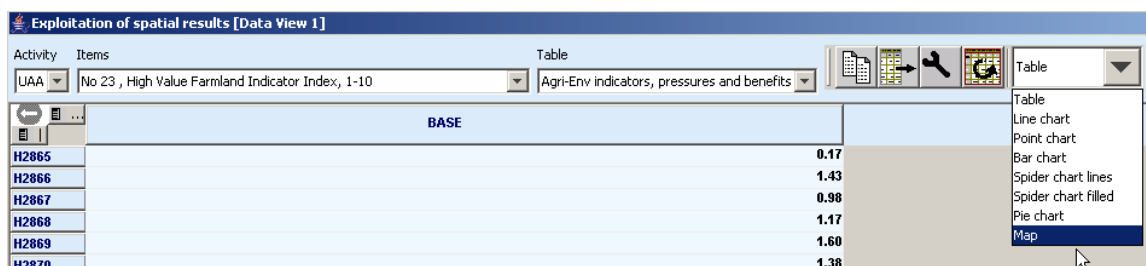 Exploitation of spatial results [Data View 1]
Activity Items Table
UAA No 23 , High Value Farmland Indicator Index, 1-10 Agri-Env indicators, pressures and benefits Table
Table
Line chart
Point chart
Bar chart
Spider chart lines
Spider chart filled
Pie chart
Map
... BASE
H2865 0.17
H2866 1.43
H2867 0.98
H2868 1.17
H2869 1.60
H2870 1.38